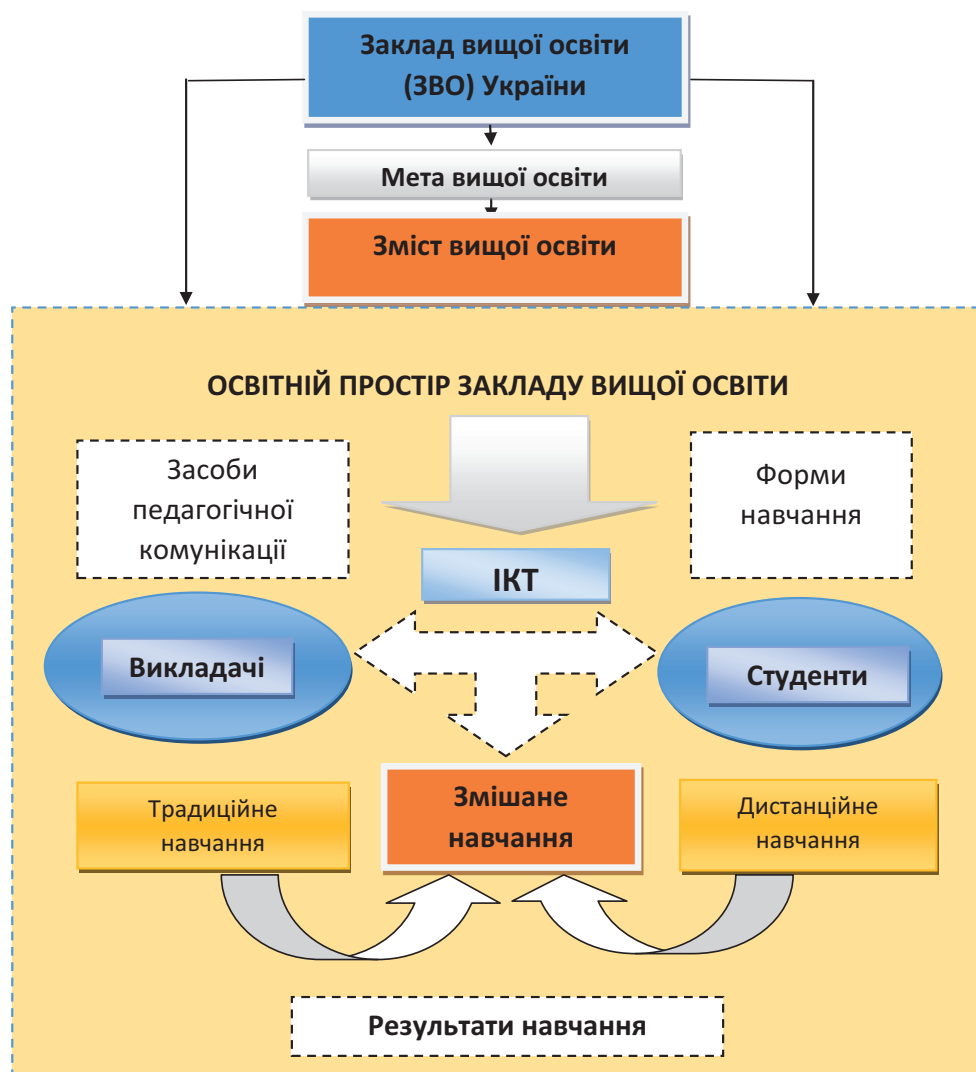 Заклад вищої освіти
(ЗВО) України
Мета вищої освіти
Зміст вищої освіти
ОСВІТНІЙ ПРОСТІР ЗАКЛАДУ ВИЩОЇ ОСВІТИ
Засоби
педагогічної
комунікації
Форми
навчання
ІКТ
Викладачі
Студенти
Традиційне
навчання
Змішане
навчання
Дистанційне
навчання
Результати навчання